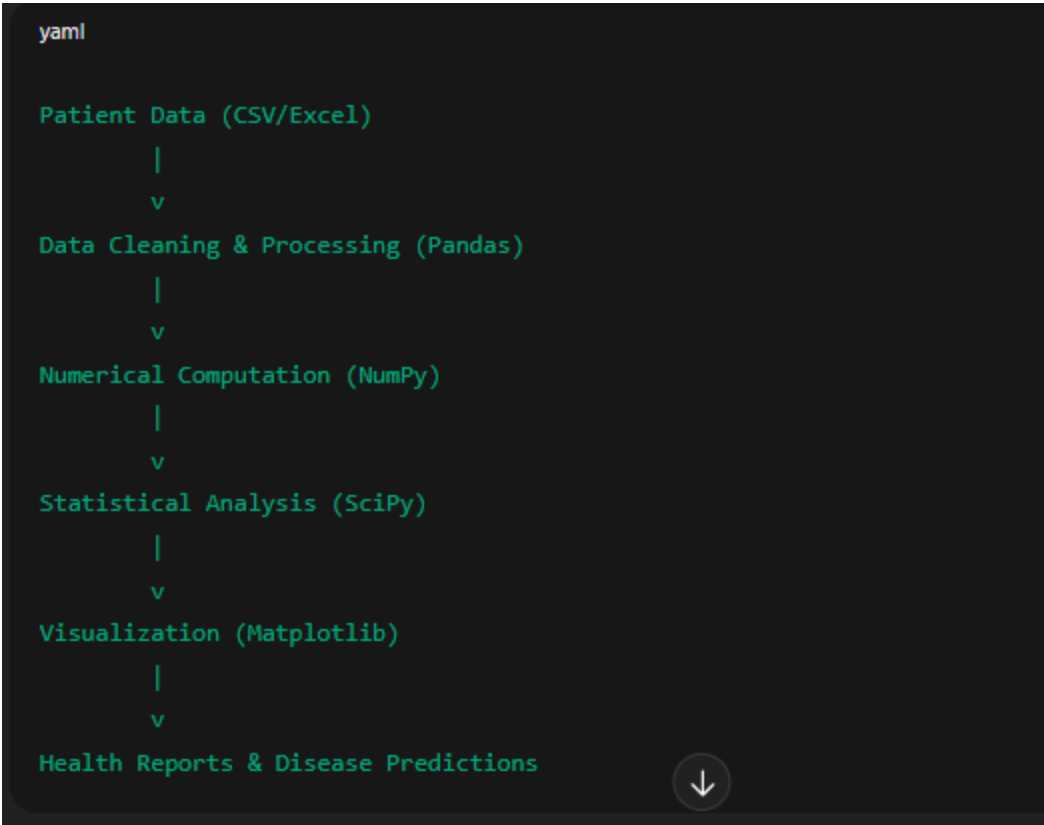 yaml
Patient Data (CSV/Excel)
|
v
Data Cleaning & Processing (Pandas)
|
v
Numerical Computation (NumPy)
|
v
Statistical Analysis (SciPy)
|
v
Visualization (Matplotlib)
|
v
Health Reports & Disease Predictions